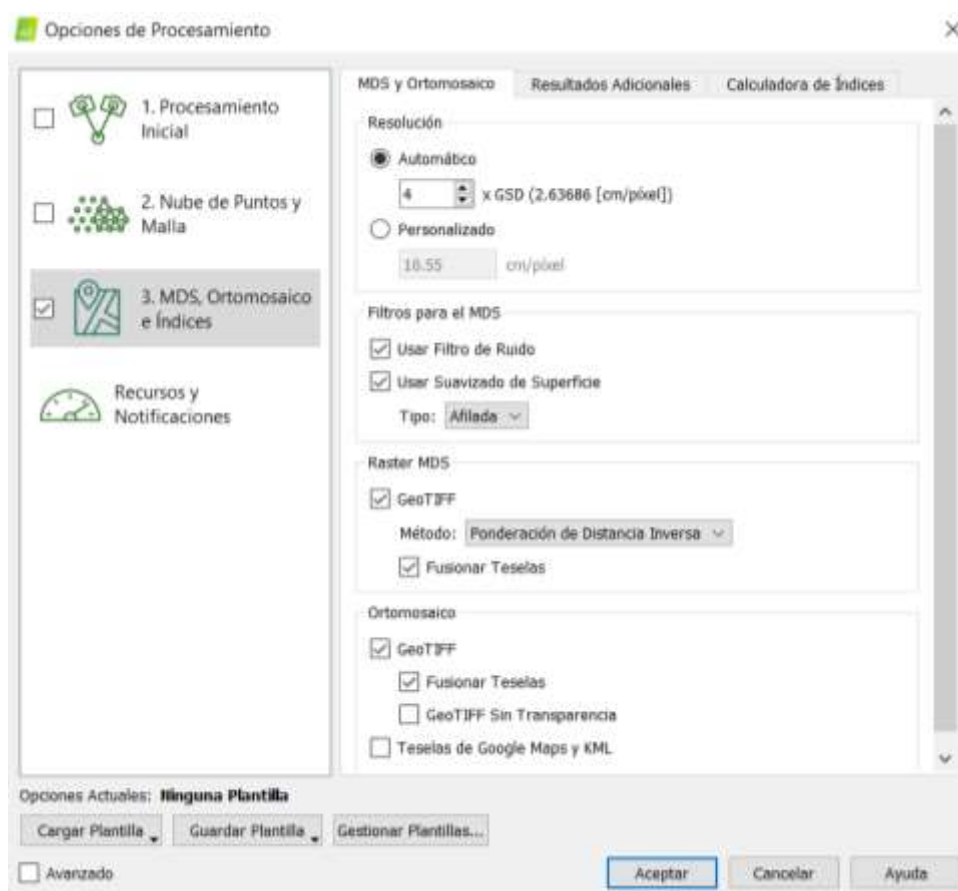 Opciones de Procesamiento
1. Procesamiento
Inicial
2. Nube de Puntos y
Malla
3. MDS, Ortomosaico
e Índices
Recursos y
Notificaciones
MDS y Ortomosaico Resultados Adicionales Calculadora de Índices
Resolución
Automático
4 x GSD (2.63686 [cm/píxel])
Personalizado
10.55 cm/píxel
Filtros para el MDS
Usar Filtro de Ruido
Usar Suavizado de Superficie
Tipo: Afilada
Raster MDS
GeoTIFF
Método: Ponderación de Distancia Inversa
Fusionar Teselas
Ortomosaico
GeoTIFF
Fusionar Teselas
GeoTIFF Sin Transparencia
Teselas de Google Maps y KML
Opciones Actuales: Ninguna Plantilla
Cargar Plantilla Guardar Plantilla Gestionar Plantillas...
Avanzado Aceptar Cancelar Ayuda